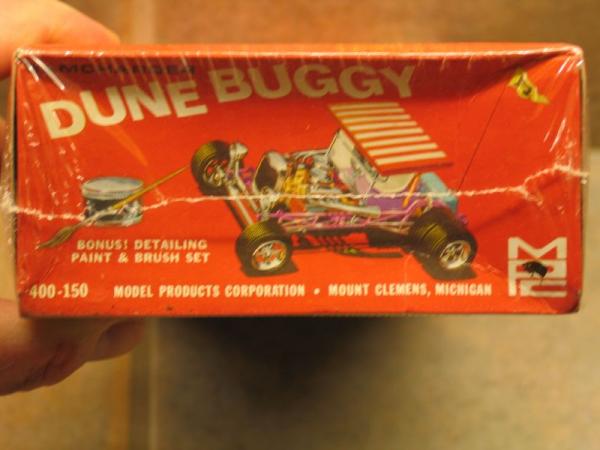 DUNE BUGGY
BONUS! DETAILING
PAINT & BRUSH SET
400-150 MODEL PRODUCTS CORPORATION • MOUNT CLEMENS, MICHIGAN
MPC